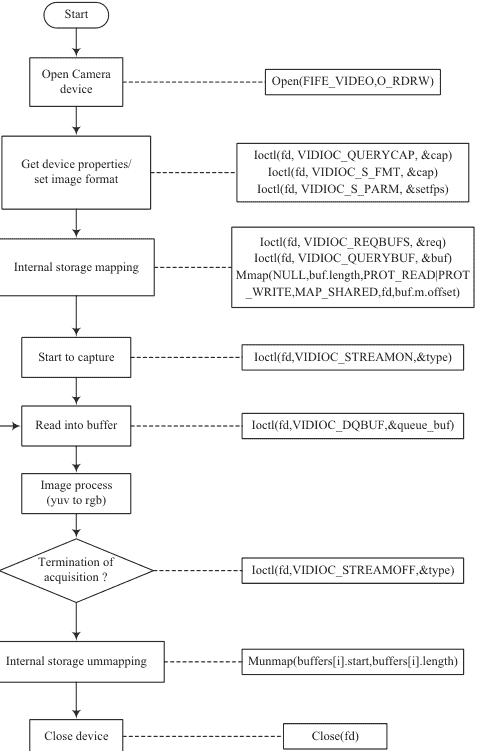 Start
Open Camera
device
Open(FIFE_VIDEO,O_RDRW)
Get device properties/
set image format
Ioctl(fd, VIDIOC_QUERYCAP, &cap)
Ioctl(fd, VIDIOC_S_FMT, &cap)
Ioctl(fd, VIDIOC_S_PARM, &setfps)
Internal storage mapping
Ioctl(fd, VIDIOC_REQBUFS, &req)
Ioctl(fd, VIDIOC_QUERYBUF, &buf)
Mmap(NULL,buf.length,PROT_READ|PROT
_WRITE,MAP_SHARED,fd,buf.m.offset)
Start to capture
Ioctl(fd,VIDIOC_STREAMON,&type)
Read into buffer
Ioctl(fd,VIDIOC_DQBUF,&queue_buf)
Image process
(yuv to rgb)
Termination of
acquisition ?
Ioctl(fd,VIDIOC_STREAMOFF,&type)
Internal storage ummapping
Munmap(buffers[i].start,buffers[i].length)
Close device
Close(fd)